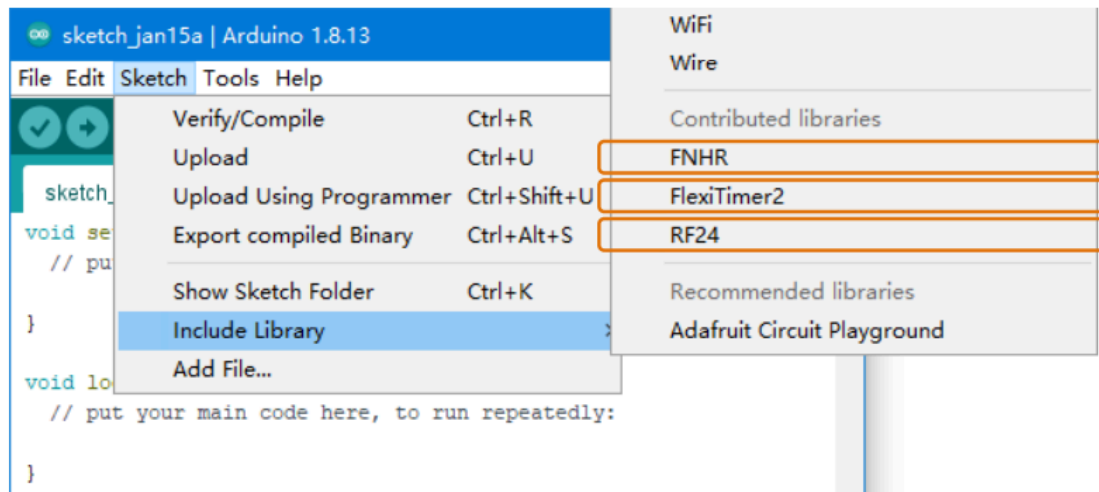 sketch_jan15a | Arduino 1.8.13
File Edit Sketch Tools Help
Verify/Compile Ctrl+R
Upload Ctrl+U
Upload Using Programmer Ctrl+Shift+U
Export compiled Binary Ctrl+Alt+S
Show Sketch Folder Ctrl+K
Include Library
Add File...
WiFi
Wire
Contributed libraries
FNHR
FlexiTimer2
RF24
Recommended libraries
Adafruit Circuit Playground
sketch_
void se
// pu
}
void lo
// put your main code here, to run repeatedly:
}